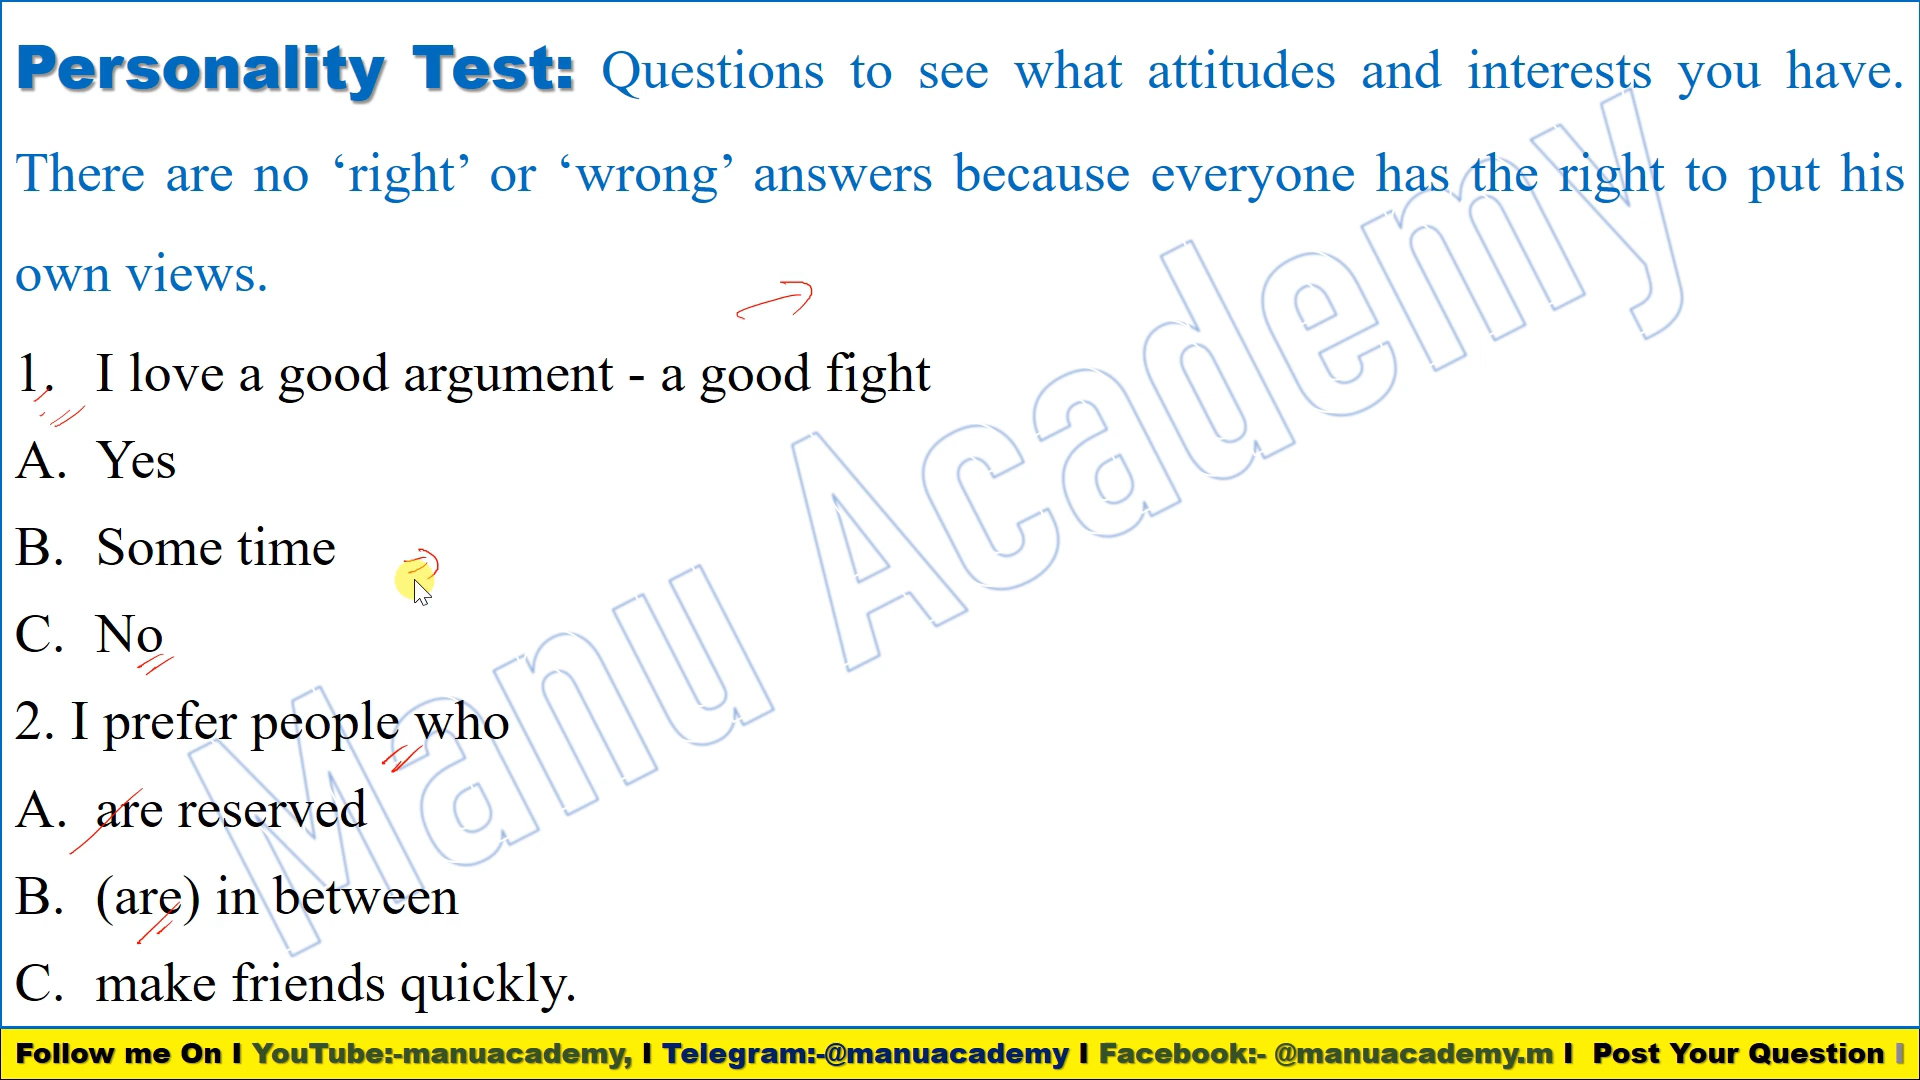 Personality Test: Questions to see what attitudes and interests you have.
There are no ‘right’ or ‘wrong’ answers because everyone has the right to put his
own views.
1. I love a good argument - a good fight
A. Yes
B. Some time
C. No
2. I prefer people who
A. are reserved
B. (are) in between
C. make friends quickly.
Manu Academy
Follow me On I YouTube:-manuacademy, I Telegram:-@manuacademy I Facebook:- @manuacademy.m I Post Your Question I